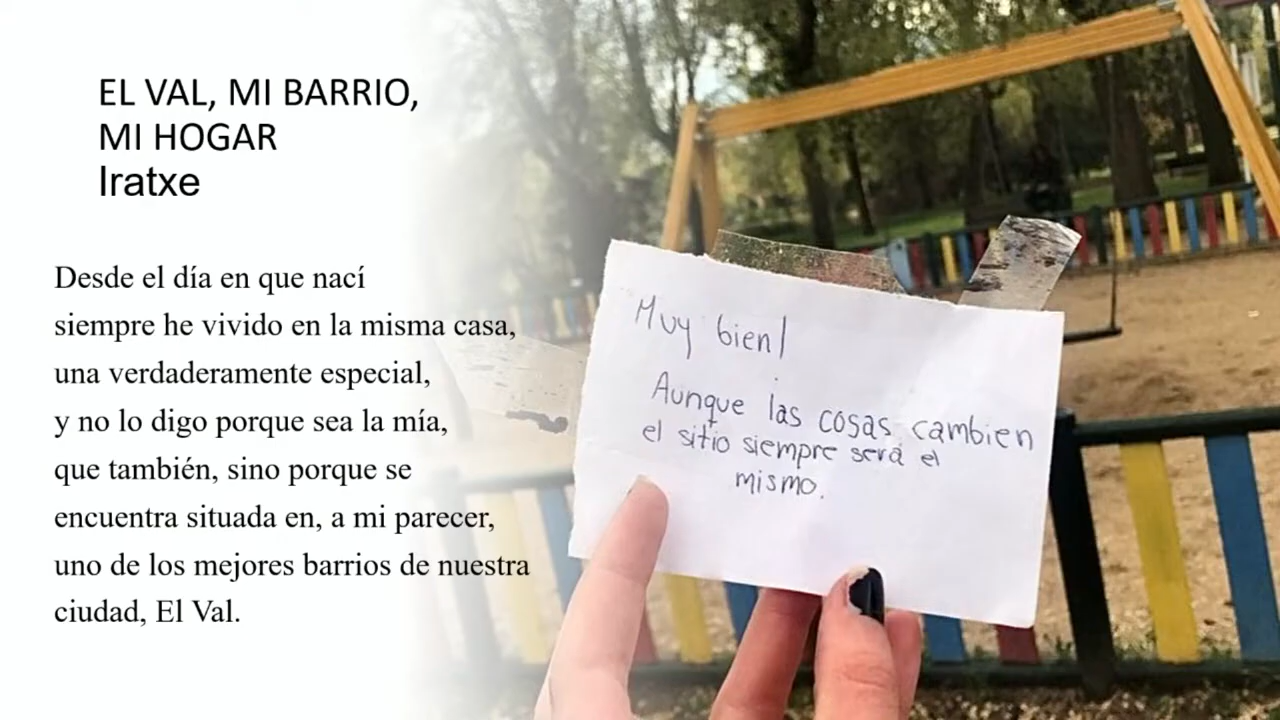 EL VAL, MI BARRIO,
MI HOGAR
Iratxe
Desde el día en que nací
siempre he vivido en la misma casa,
una verdaderamente especial,
y no lo digo porque sea la mía,
que también, sino porque se
encuentra situada en, a mi parecer,
uno de los mejores barrios de nuestra
ciudad, El Val.
Muy bien!
Aunque las cosas cambien
el sitio siempre será el
mismo.